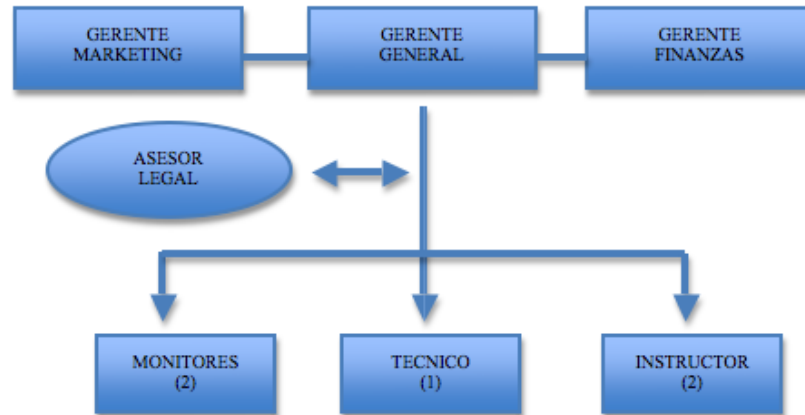 GERENTE
MARKETING
GERENTE
GENERAL
GERENTE
FINANZAS
ASESOR
LEGAL
MONITORES
(2)
TECNICO
(1)
INSTRUCTOR
(2)